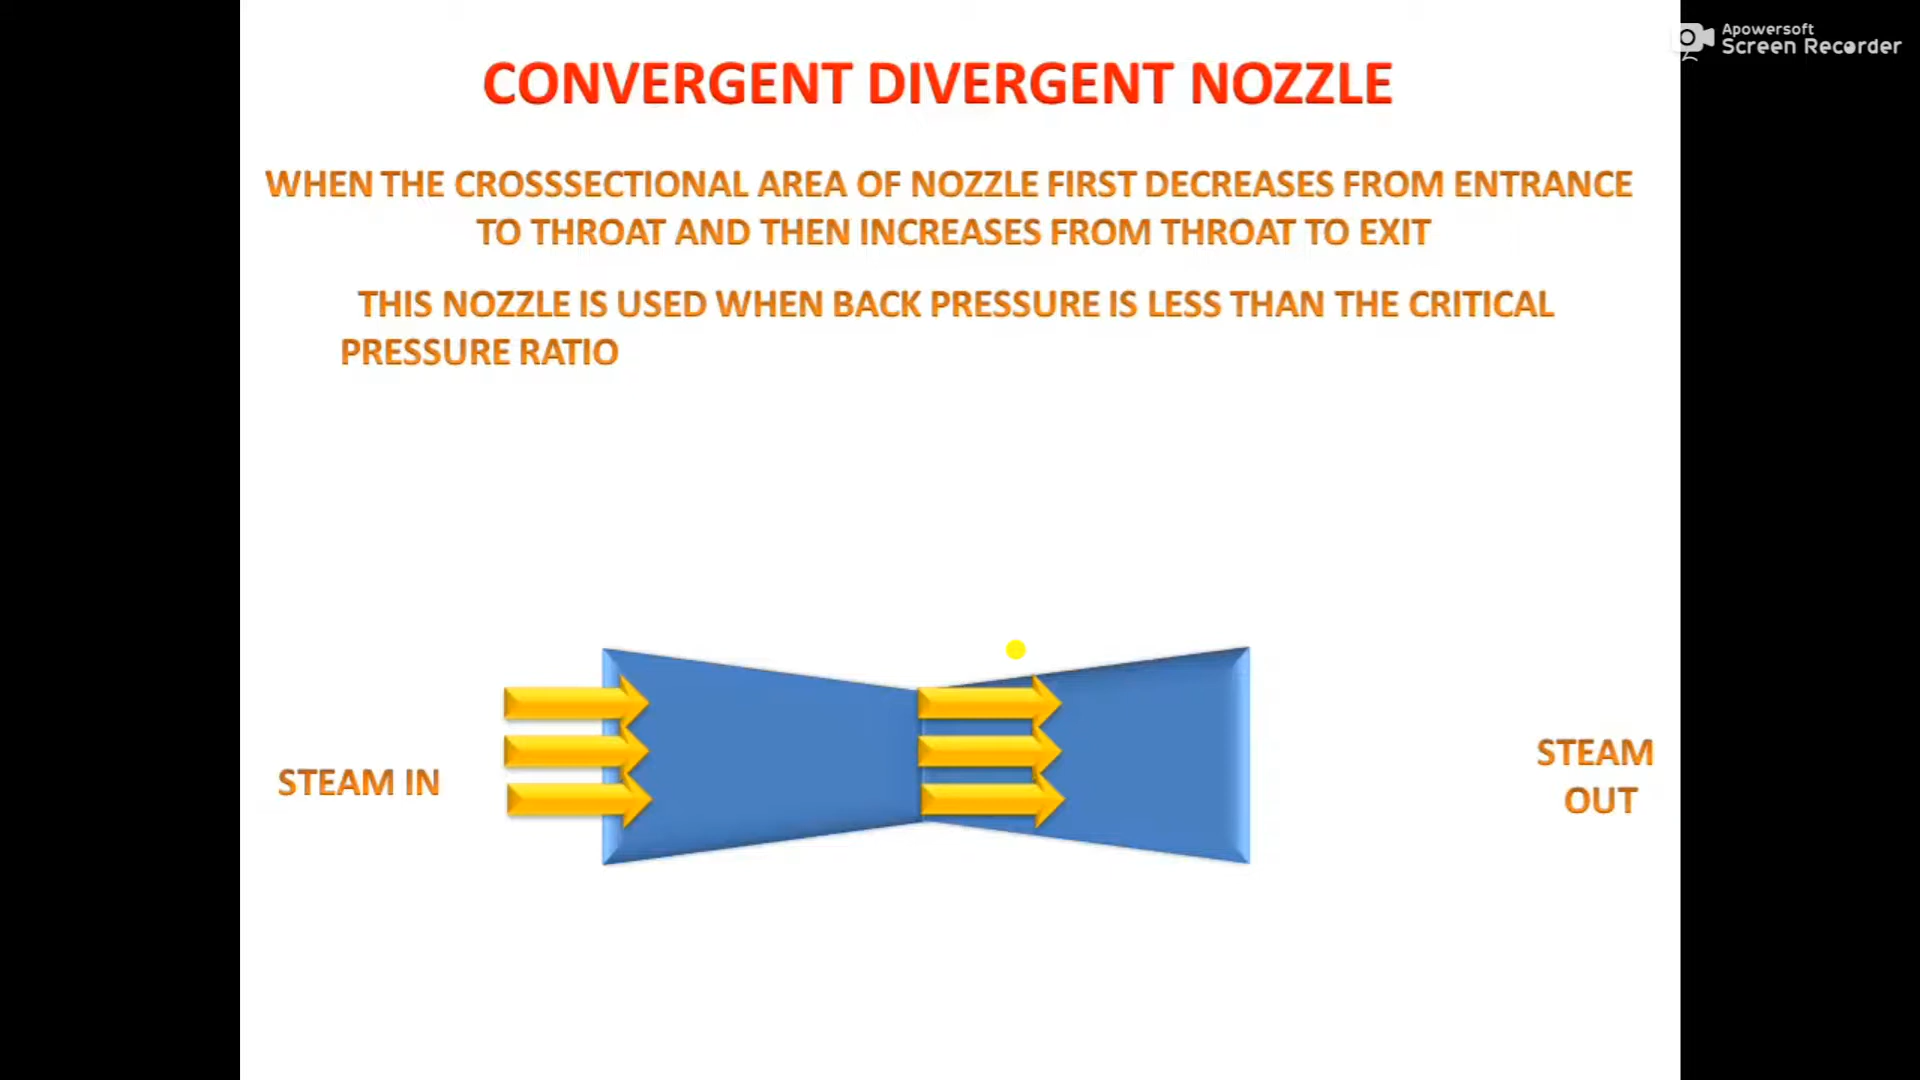 Apowersoft
Screen Recorder
CONVERGENT DIVERGENT NOZZLE
WHEN THE CROSSSECTIONAL AREA OF NOZZLE FIRST DECREASES FROM ENTRANCE
TO THROAT AND THEN INCREASES FROM THROAT TO EXIT
THIS NOZZLE IS USED WHEN BACK PRESSURE IS LESS THAN THE CRITICAL
PRESSURE RATIO
STEAM IN
STEAM
OUT